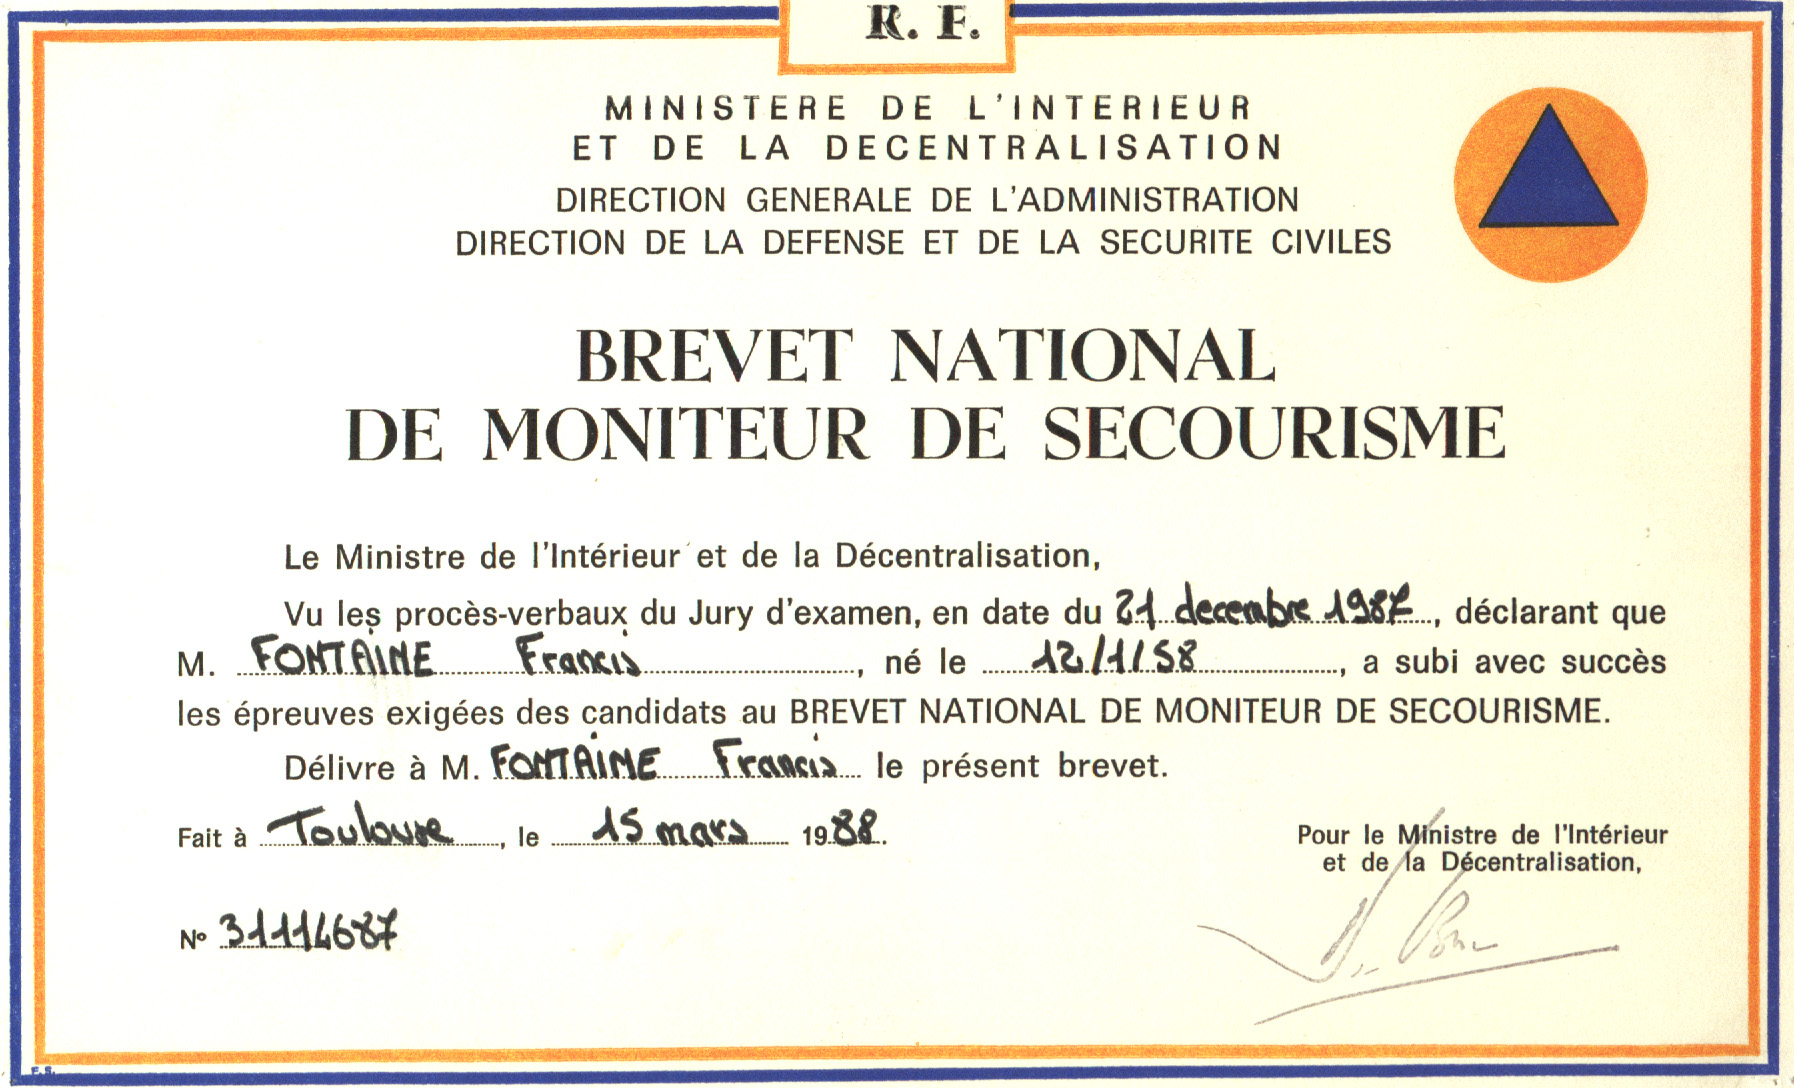 R. F.
MINISTERE DE L'INTERIEUR
ET DE LA DECENTRALISATION
DIRECTION GENERALE DE L'ADMINISTRATION
DIRECTION DE LA DEFENSE ET DE LA SECURITE CIVILES
BREVET NATIONAL
DE MONITEUR DE SECOURISME
Le Ministre de l'Intérieur et de la Décentralisation,
Vu les procès-verbaux du Jury d'examen, en date du 21 decembre 1987, déclarant que
M. FONTAINE Francis, né le 12/1/58, a subi avec succès
les épreuves exigées des candidats au BREVET NATIONAL DE MONITEUR DE SECOURISME.
Délivre à M. FONTAINE Francis le présent brevet.
Fait à Toulouse, le 15 mars 1988.
Pour le Ministre de l'Intérieur
et de la Décentralisation,
Nº 31114687
F.S.